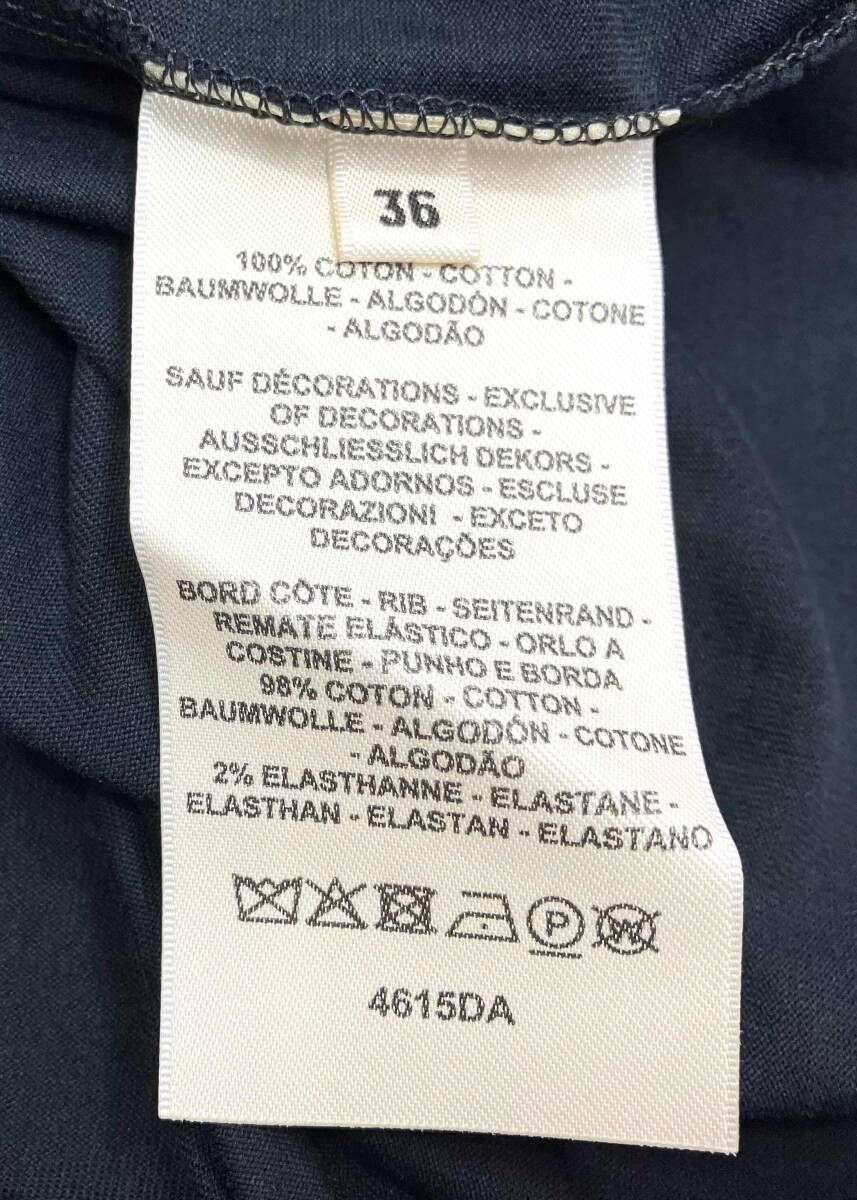 36
100% COTON - COTTON -
BAUMWOLLE - ALGODÓN - COTONE
- ALGODÃO
SAUF DÉCORATIONS - EXCLUSIVE
OF DECORATIONS -
AUSSCHLIESSLICH DEKORS -
EXCEPTO ADORNOS - ESCLUSE
DECORAZIONI - EXCETO
DECORAÇÕES
BORD CÔTE - RIB - SEITENRAND -
REMATE ELÁSTICO - ORLO A
COSTINE - PUNHO E BORDA
98% COTON - COTTON -
BAUMWOLLE - ALGODÓN - COTONE
- ALGODÃO
2% ELASTHANNE - ELASTANE -
ELASTHAN - ELASTAN - ELASTANO
P W
4615DA